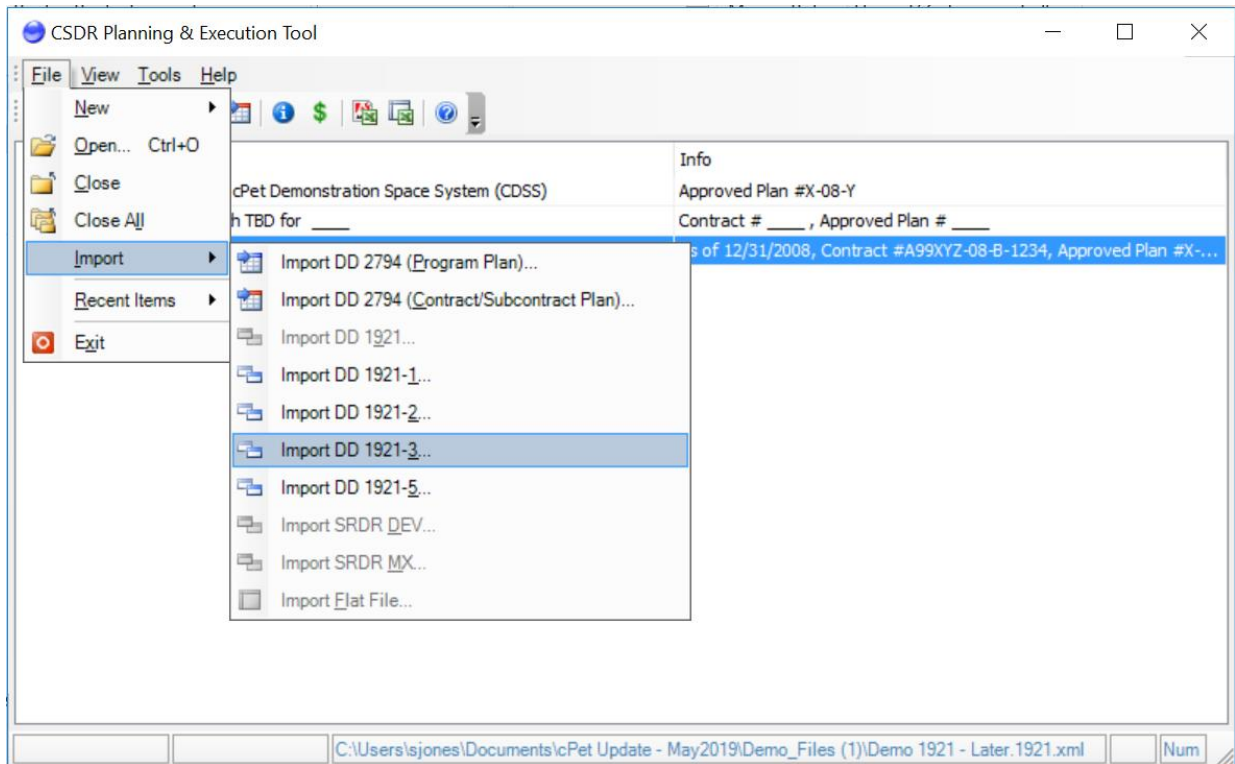 CSDR Planning & Execution Tool
File View Tools Help
New
Open... Ctrl+O
Close
Close All
Import
Recent Items
Exit
Info
cPet Demonstration Space System (CDSS) Approved Plan #X-08-Y
TBD for ____ Contract # ____ , Approved Plan # ____
of 12/31/2008, Contract #A99XYZ-08-B-1234, Approved Plan #X-...
Import DD 2794 (Program Plan)...
Import DD 2794 (Contract/Subcontract Plan)...
Import DD 1921...
Import DD 1921-1...
Import DD 1921-2...
Import DD 1921-3...
Import DD 1921-5...
Import SRDR DEV...
Import SRDR MX...
Import Flat File...
C:\Users\sjones\Documents\cPet Update - May2019\Demo_Files (1)\Demo 1921 - Later.1921.xml Num